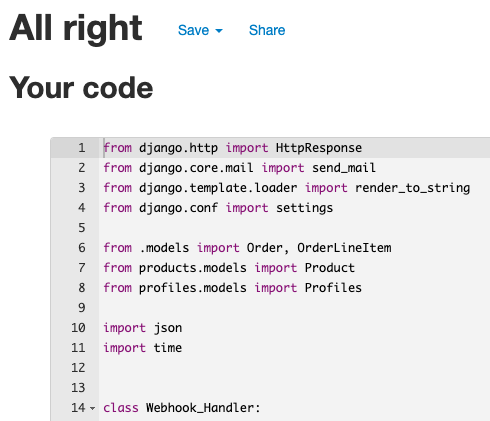 All right
Save
Share
Your code
1 from django.http import HttpResponse
2 from django.core.mail import send_mail
3 from django.template.loader import render_to_string
4 from django.conf import settings
5
6 from .models import Order, OrderLineItem
7 from products.models import Product
8 from profiles.models import Profiles
9
10 import json
11 import time
12
13
14 class Webhook_Handler: